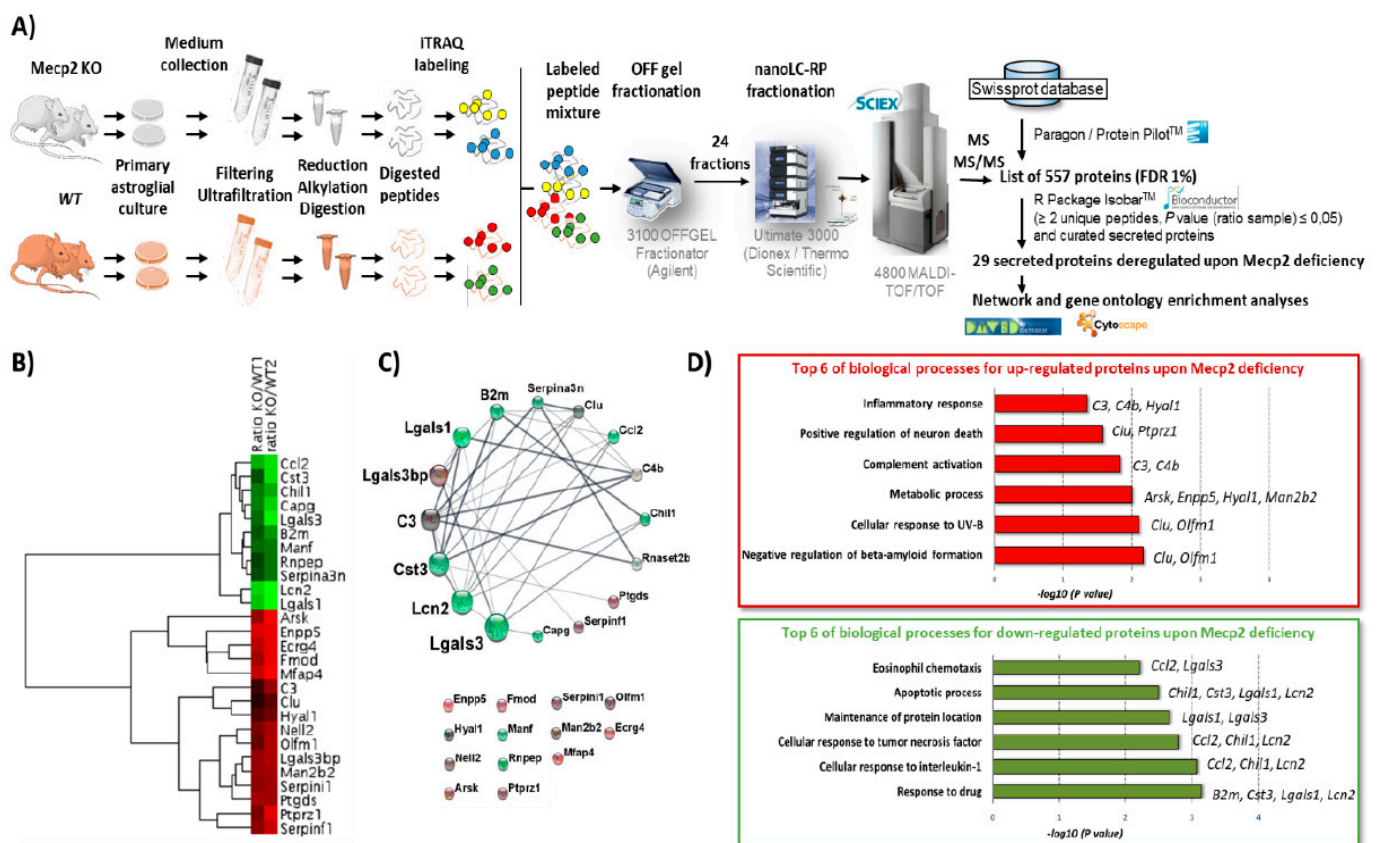 A)
Mecp2 KO
Medium
collection
iTRAQ
labeling
WT
Primary
astroglial
culture
Filtering
Ultrafiltration
Reduction
Alkylation
Digestion
Digested
peptides
Labeled
peptide
mixture
OFF gel
fractionation
3100 OFFGEL
Fractionator
(Agilent)
24
fractions
nanoLC-RP
fractionation
Ultimate 3000
(Dionex / Thermo
Scientific)
SCIEX
4800 MALDI-
TOF/TOF
MS
MS/MS
Swissprot database
Paragon / Protein Pilot™
List of 557 proteins (FDR 1%)
R Package Isobar™
Bioconductor
(≥ 2 unique peptides, P value (ratio sample) ≤ 0,05)
and curated secreted proteins
29 secreted proteins deregulated upon Mecp2 deficiency
Network and gene ontology enrichment analyses
DAVID
Cytoscape
B)
Ratio KO/WT1
ratio KO/WT2
Ccl2
Cst3
Chil1
Capg
Lgals3
B2m
Manf
Rnpep
Serpina3n
Lcn2
Lgals1
Arsk
Enpp5
Ecrg4
Fmod
Mfap4
C3
Clu
Hyal1
Nell2
Olfm1
Lgals3bp
Man2b2
Serpini1
Ptgds
Ptprz1
Serpinf1
C)
Serpina3n
B2m
Clu
Lgals1
Ccl2
Lgals3bp
C4b
C3
Chil1
Cst3
Rnaset2b
Lcn2
Ptgds
Serpinf1
Lgals3
Capg
Enpp5
Fmod
Serpini1
Olfm1
Hyal1
Manf
Man2b2
Ecrg4
Nell2
Rnpep
Mfap4
Arsk
Ptprz1
D)
Top 6 of biological processes for up-regulated proteins upon Mecp2 deficiency
Inflammatory response
C3, C4b, Hyal1
Positive regulation of neuron death
Clu, Ptprz1
Complement activation
C3, C4b
Metabolic process
Arsk, Enpp5, Hyal1, Man2b2
Cellular response to UV-B
Clu, Olfm1
Negative regulation of beta-amyloid formation
Clu, Olfm1
0 1 2 3 4
-log10 (P value)
Top 6 of biological processes for down-regulated proteins upon Mecp2 deficiency
Eosinophil chemotaxis
Ccl2, Lgals3
Apoptotic process
Chil1, Cst3, Lgals1, Lcn2
Maintenance of protein location
Lgals1, Lgals3
Cellular response to tumor necrosis factor
Ccl2, Chil1, Lcn2
Cellular response to interleukin-1
Ccl2, Chil1, Lcn2
Response to drug
B2m, Cst3, Lgals1, Lcn2
0 1 2 3 4
-log10 (P value)